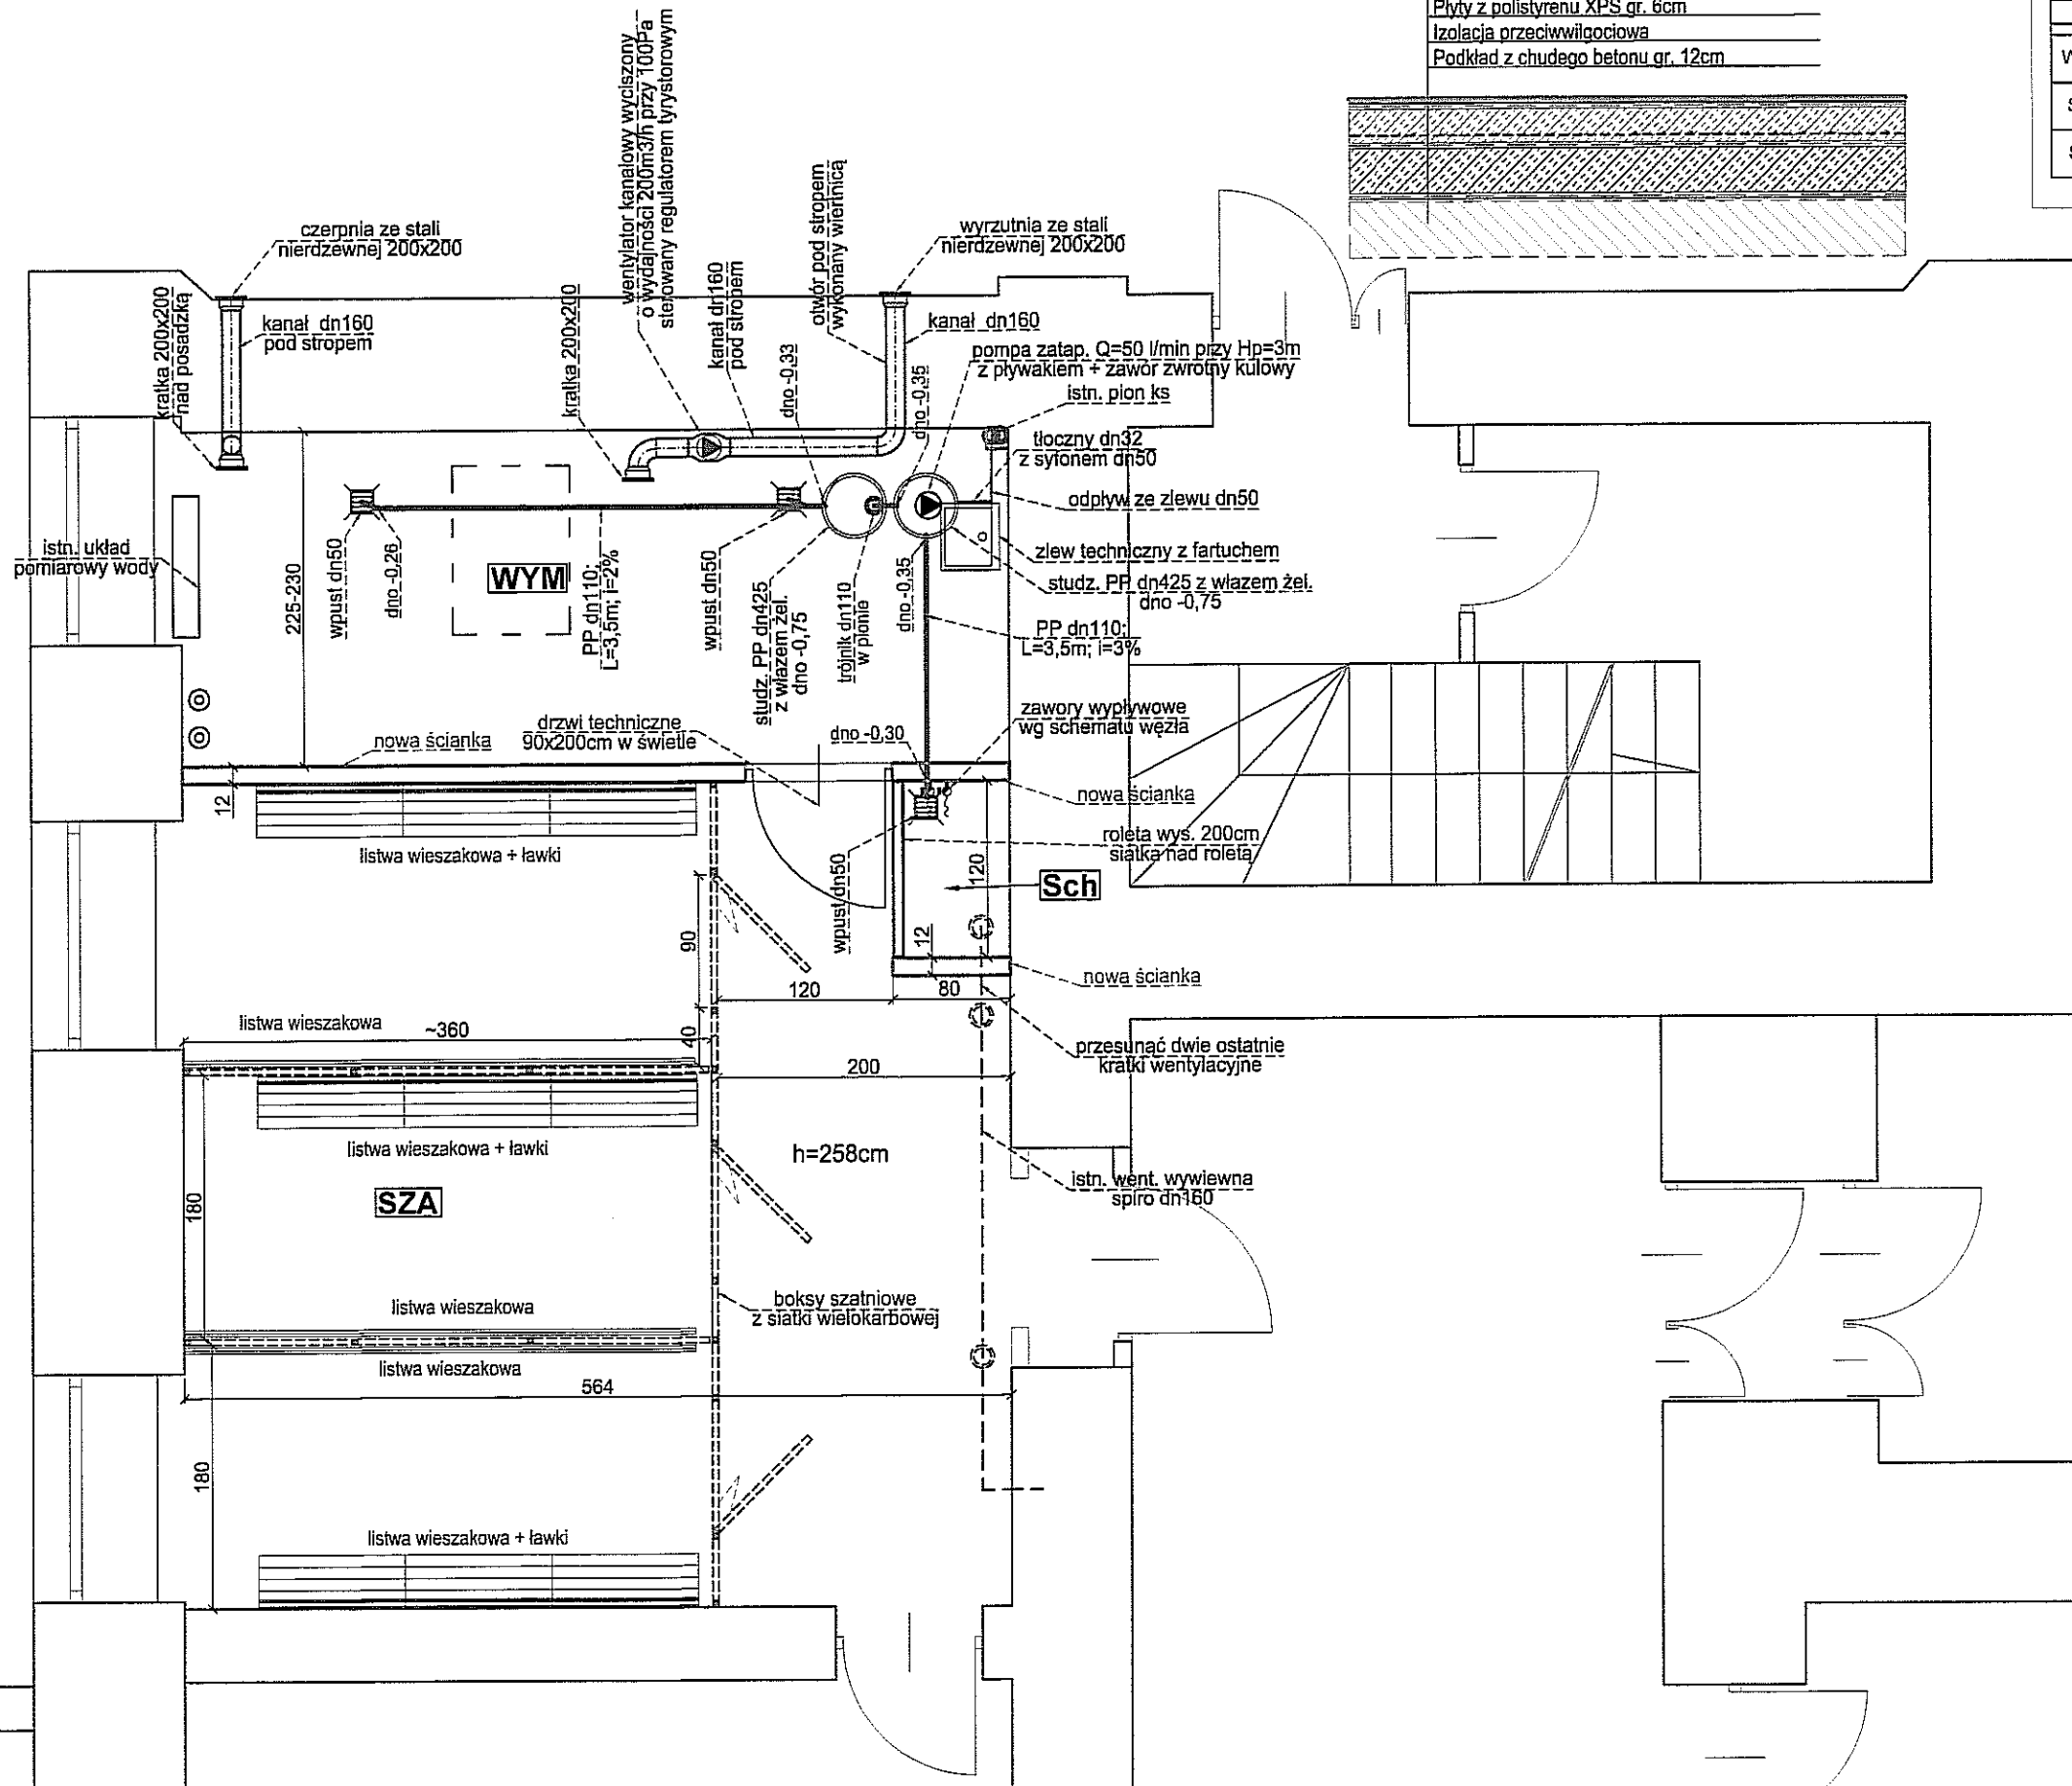 Płyty z polistyrenu XPS gr. 6cm
Izolacja przeciwwilgociowa
Podkład z chudego betonu gr. 12cm
wentylator kanałowy wyciszony
o wydajności 200m3/h przy 100Pa
sterowany regulatorem tyrystorowym
czerpnia ze stali
nierdzewnej 200x200
kratka 200x200
nad posadzką
kanał dn160
pod stropem
kratka 200x200
kanał dn160
pod stropem
otwór pod stropem
wykonany wiertnicą
wyrzutnia ze stali
nierdzewnej 200x200
kanał dn160
dno -0,33
dno -0,35
pompa zatap. Q=50 l/min przy Hp=3m
z pływakiem + zawór zwrotny kulowy
istn. pion ks
tłoczny dn32
z syfonem dn50
odpływ ze zlewu dn50
zlew techniczny z fartuchem
studz. PP dn425 z włazem żel.
dno -0,75
istn. układ
pomiarowy wody
225-230
wpust dn50
dno -0,26
WYM
PP dn110;
L=3,5m; i=2%
wpust dn50
studz. PP dn425
z włazem żel.
dno -0,75
trójnik dn110
w pionie
dno -0,35
PP dn110;
L=3,5m; i=3%
zawory wypływowe
wg schematu węzła
drzwi techniczne
90x200cm w świetle
dno -0,30
nowa ścianka
12
nowa ścianka
listwa wieszakowa + ławki
roleta wys. 200cm
siatka nad roletą
wpust dn50
120
Sch
90
12
120
80
nowa ścianka
listwa wieszakowa
~360
40
200
przesunąć dwie ostatnie
kratki wentylacyjne
listwa wieszakowa + ławki
h=258cm
180
SZA
istn. went. wywiewna
spiro dn160
boksy szatniowe
z siatki wielokarbowej
listwa wieszakowa
listwa wieszakowa
564
180
listwa wieszakowa + ławki